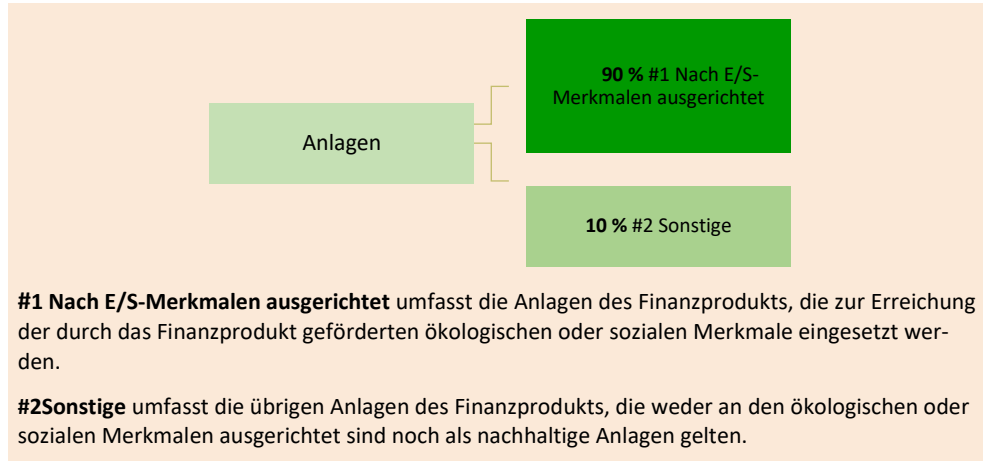 90 % #1 Nach E/S-
Merkmalen ausgerichtet
Anlagen
10 % #2 Sonstige
#1 Nach E/S-Merkmalen ausgerichtet umfasst die Anlagen des Finanzprodukts, die zur Erreichung
der durch das Finanzprodukt geförderten ökologischen oder sozialen Merkmale eingesetzt wer-
den.
#2Sonstige umfasst die übrigen Anlagen des Finanzprodukts, die weder an den ökologischen oder
sozialen Merkmalen ausgerichtet sind noch als nachhaltige Anlagen gelten.